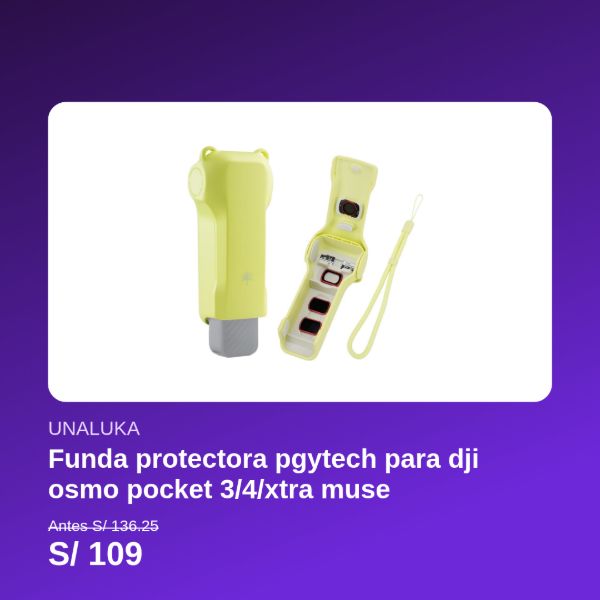 UNALUKA
Funda protectora pgytech para dji
osmo pocket 3/4/xtra muse
Antes S/ 136.25
S/ 109